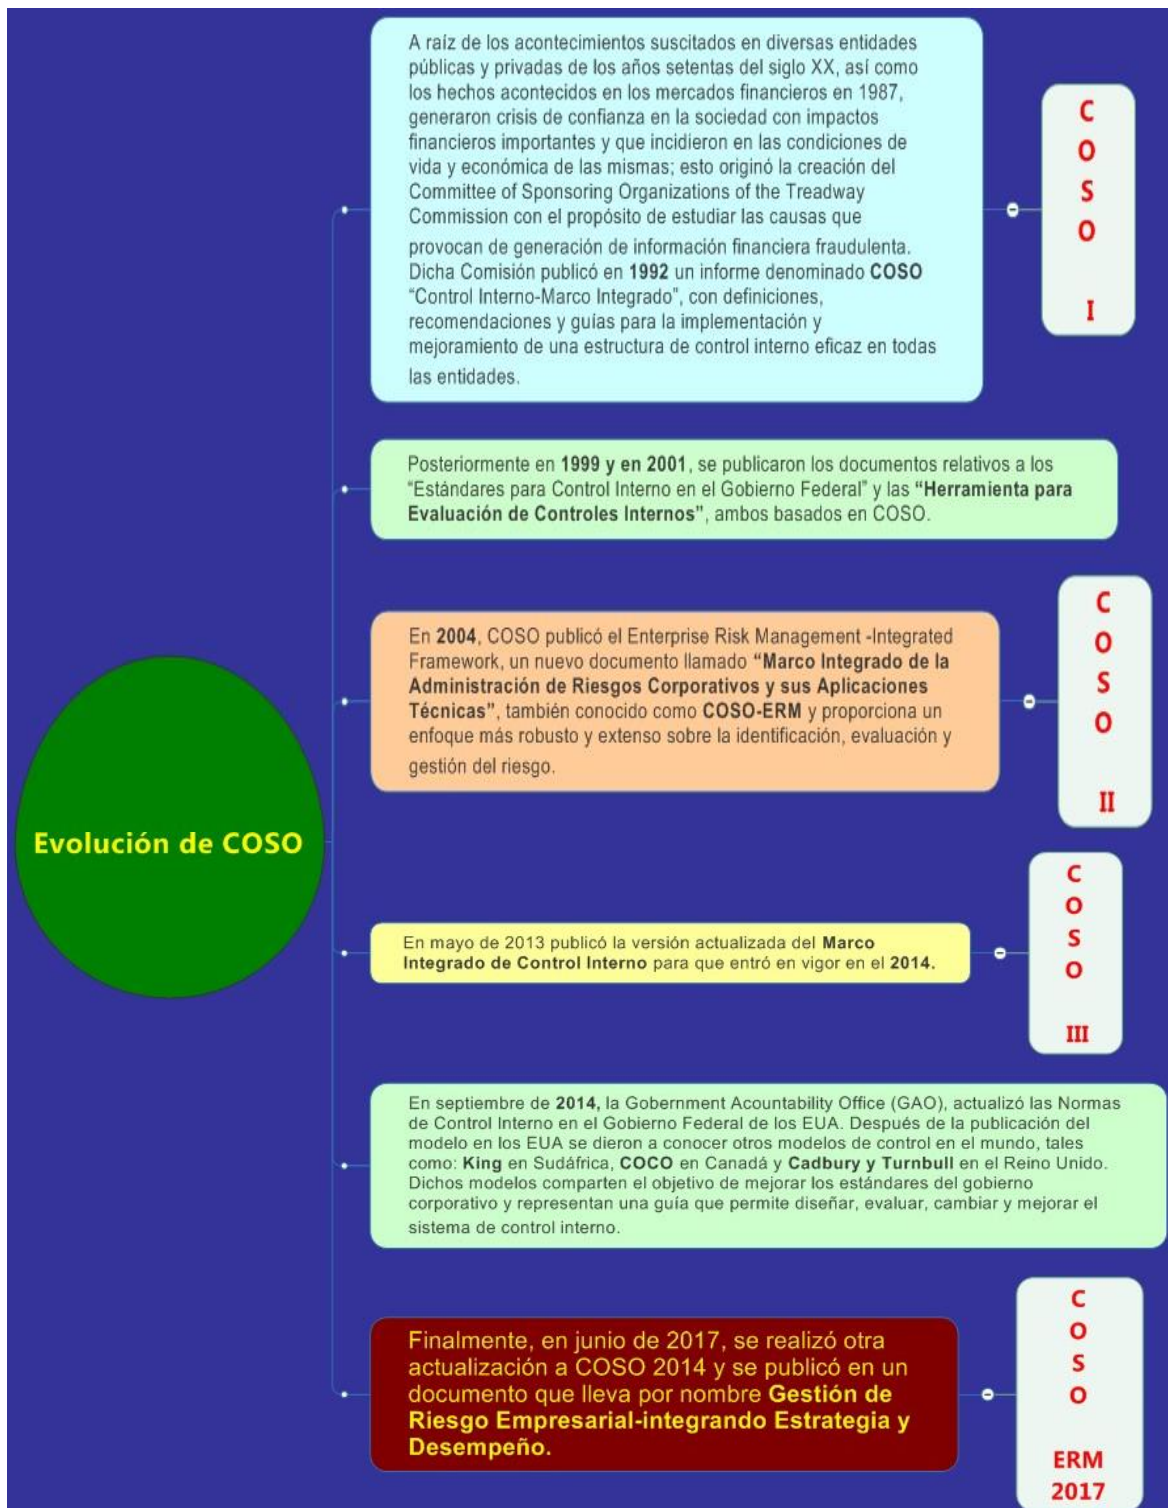 A raíz de los acontecimientos suscitados en diversas entidades
públicas y privadas de los años setentas del siglo XX, así como
los hechos acontecidos en los mercados financieros en 1987,
generaron crisis de confianza en la sociedad con impactos
financieros importantes y que incidieron en las condiciones de
vida y económica de las mismas; esto originó la creación del
Committee of Sponsoring Organizations of the Treadway
Commission con el propósito de estudiar las causas que
provocan de generación de información financiera fraudulenta.
Dicha Comisión publicó en 1992 un informe denominado COSO
“Control Interno-Marco Integrado”, con definiciones,
recomendaciones y guías para la implementación y
mejoramiento de una estructura de control interno eficaz en todas
las entidades.
C
O
S
O
I
Posteriormente en 1999 y en 2001, se publicaron los documentos relativos a los
“Estándares para Control Interno en el Gobierno Federal” y las “Herramienta para
Evaluación de Controles Internos”, ambos basados en COSO.
En 2004, COSO publicó el Enterprise Risk Management -Integrated
Framework, un nuevo documento llamado “Marco Integrado de la
Administración de Riesgos Corporativos y sus Aplicaciones
Técnicas”, también conocido como COSO-ERM y proporciona un
enfoque más robusto y extenso sobre la identificación, evaluación y
gestión del riesgo.
C
O
S
O
II
Evolución de COSO
En mayo de 2013 publicó la versión actualizada del Marco
Integrado de Control Interno para que entró en vigor en el 2014.
C
O
S
O
III
En septiembre de 2014, la Gobernment Acountability Office (GAO), actualizó las Normas
de Control Interno en el Gobierno Federal de los EUA. Después de la publicación del
modelo en los EUA se dieron a conocer otros modelos de control en el mundo, tales
como: King en Sudáfrica, COCO en Canadá y Cadbury y Turnbull en el Reino Unido.
Dichos modelos comparten el objetivo de mejorar los estándares del gobierno
corporativo y representan una guía que permite diseñar, evaluar, cambiar y mejorar el
sistema de control interno.
Finalmente, en junio de 2017, se realizó otra
actualización a COSO 2014 y se publicó en un
documento que lleva por nombre Gestión de
Riesgo Empresarial-integrando Estrategia y
Desempeño.
C
O
S
O
ERM
2017